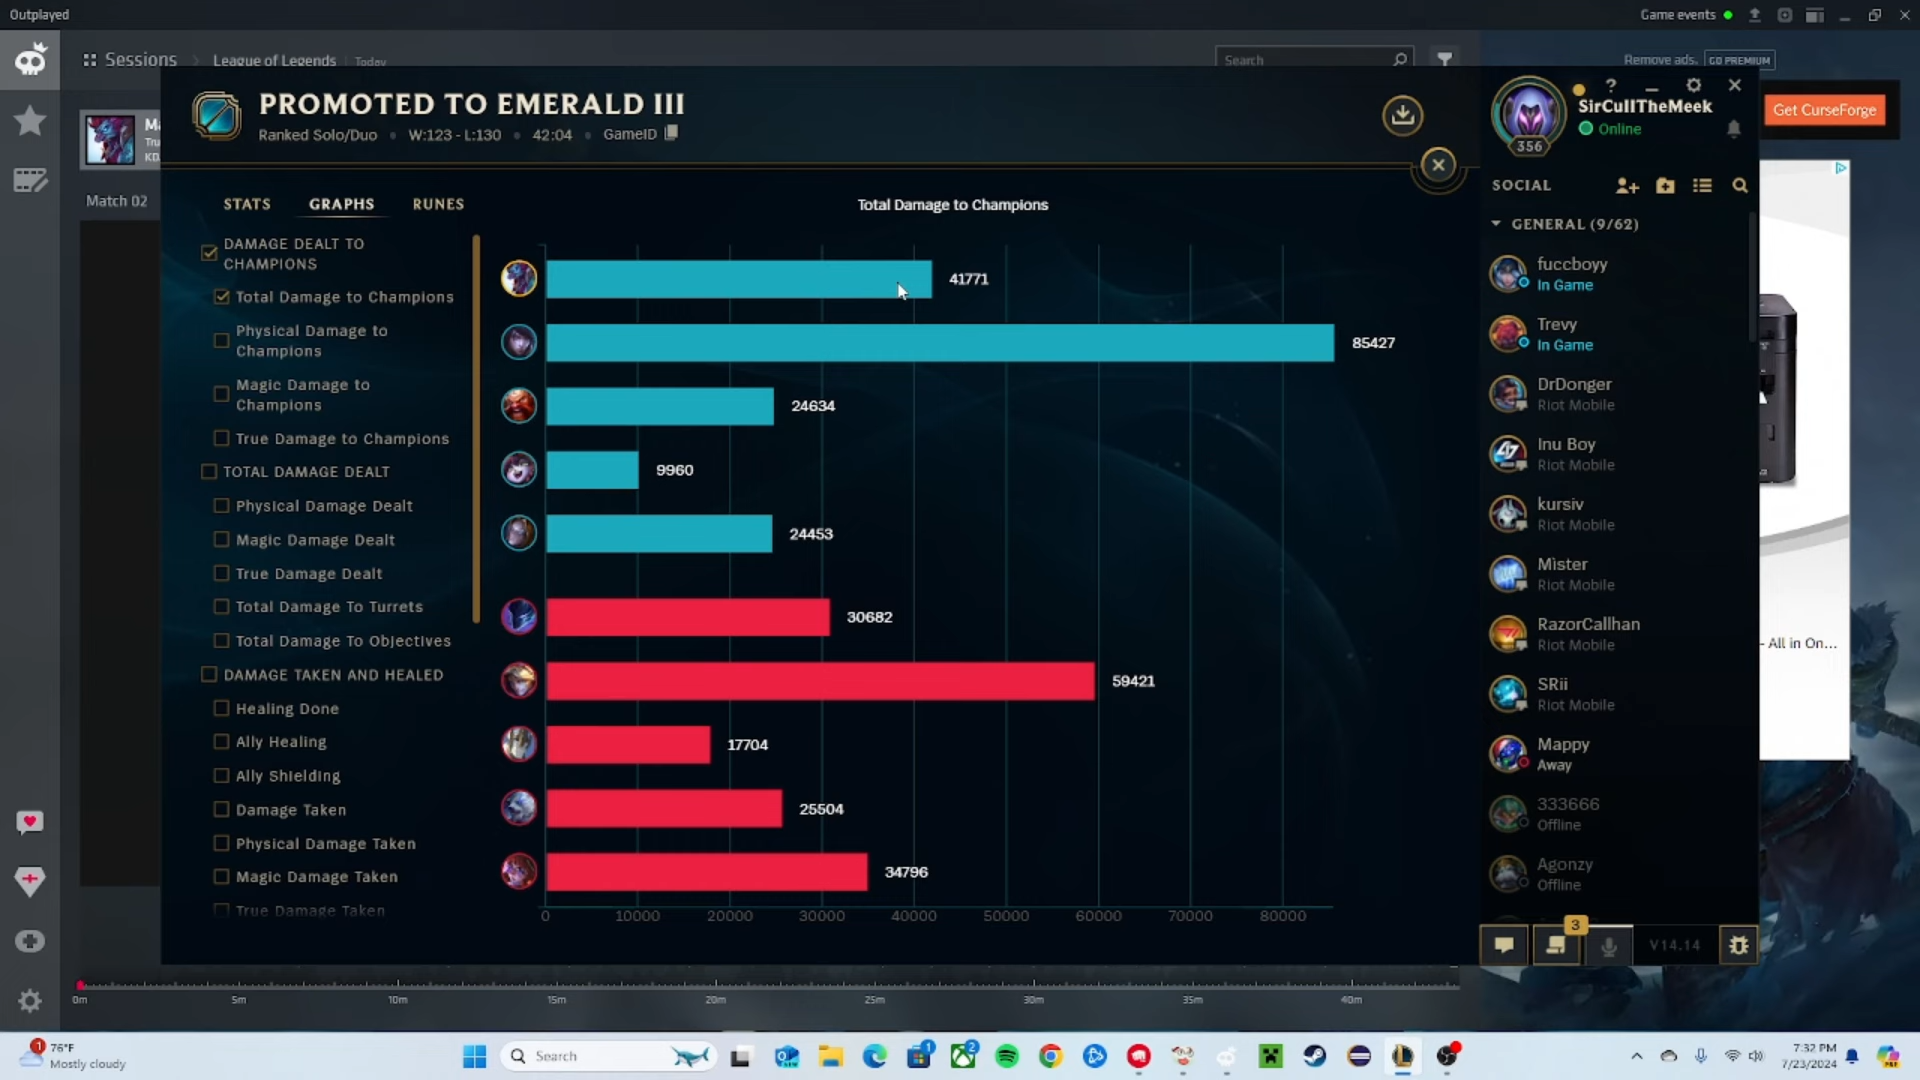 Outplayed
Game events
Sessions
League of Legends
Today
Search
Remove ads.
GO PREMIUM
Get CurseForge
PROMOTED TO EMERALD III
Ranked Solo/Duo • W:123 - L:130 • 42:04 • GameID
Match 02
STATS
GRAPHS
RUNES
DAMAGE DEALT TO
CHAMPIONS
Total Damage to Champions
Physical Damage to
Champions
Magic Damage to
Champions
True Damage to Champions
TOTAL DAMAGE DEALT
Physical Damage Dealt
Magic Damage Dealt
True Damage Dealt
Total Damage To Turrets
Total Damage To Objectives
DAMAGE TAKEN AND HEALED
Healing Done
Ally Healing
Ally Shielding
Damage Taken
Physical Damage Taken
Magic Damage Taken
True Damage Taken
Total Damage to Champions
41771
85427
24634
9960
24453
30682
59421
17704
25504
34796
0 10000 20000 30000 40000 50000 60000 70000 80000
356
SirCullTheMeek
Online
SOCIAL
GENERAL (9/62)
fuccboyy
In Game
Trevy
In Game
DrDonger
Riot Mobile
Inu Boy
Riot Mobile
kursiv
Riot Mobile
Mister
Riot Mobile
RazorCallhan
Riot Mobile
SRii
Riot Mobile
Mappy
Away
333666
Offline
Agonzy
Offline
3
V14.14
- All in On...
0m 5m 10m 15m 20m 25m 30m 35m 40m
1
76°F
Mostly cloudy
Search
1
2
7:32 PM
7/23/2024